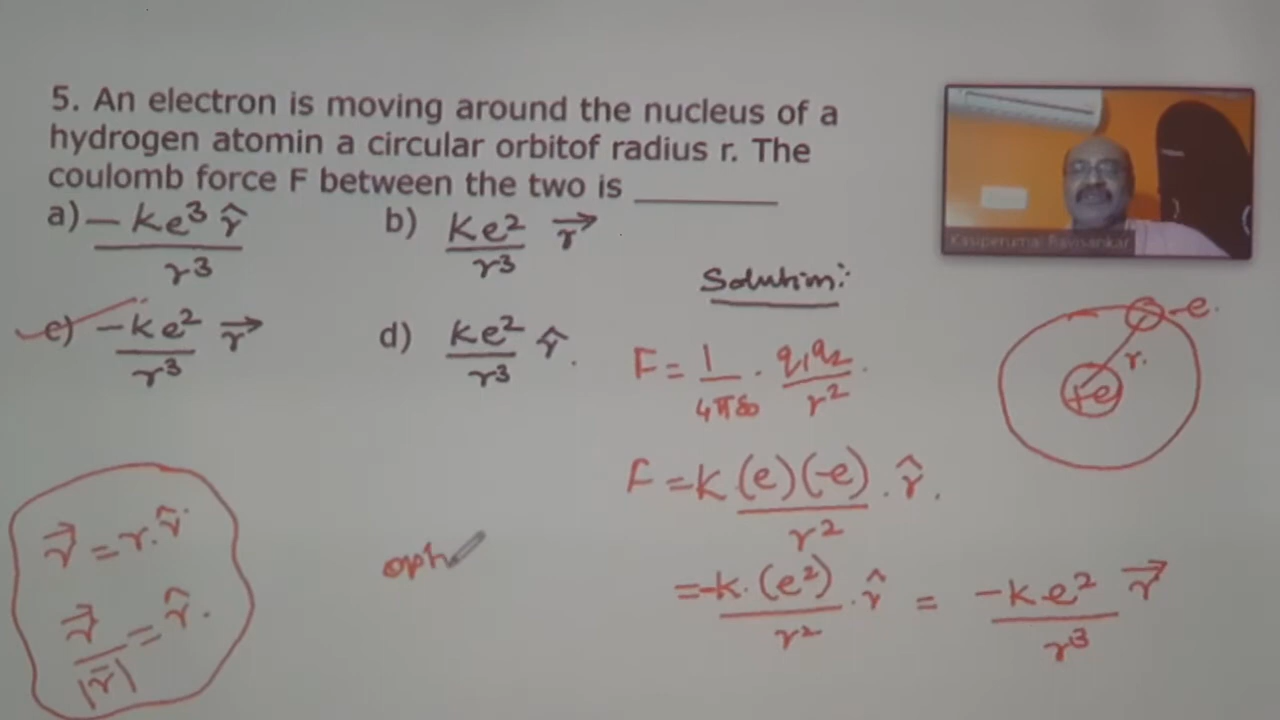 5. An electron is moving around the nucleus of a
hydrogen atomin a circular orbitof radius r. The
coulomb force F between the two is ________
a) -ke³ r̂ / r³
b) ke² / r³ r⃗
c) -ke² / r³ r⃗
d) ke² / r³ r̂.
Solution:
F = 1 / 4πε0 . q1q2 / r².
F = k (e)(-e) / r² . r̂.
= -k. (e²) / r² . r̂ = -ke² / r³ r⃗
-e.
r.
+e
r⃗ = r. r̂.
r⃗ / |r⃗| = r̂.
Kasiperumal Ravisankar